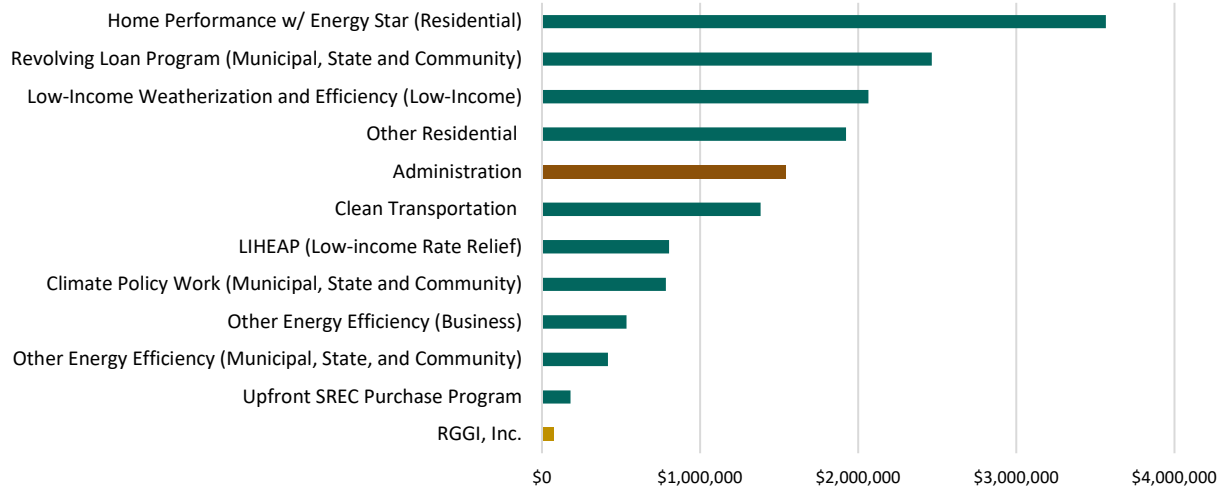 Home Performance w/ Energy Star (Residential)
Revolving Loan Program (Municipal, State and Community)
Low-Income Weatherization and Efficiency (Low-Income)
Other Residential
Administration
Clean Transportation
LIHEAP (Low-income Rate Relief)
Climate Policy Work (Municipal, State and Community)
Other Energy Efficiency (Business)
Other Energy Efficiency (Municipal, State, and Community)
Upfront SREC Purchase Program
RGGI, Inc.
$0 $1,000,000 $2,000,000 $3,000,000 $4,000,000